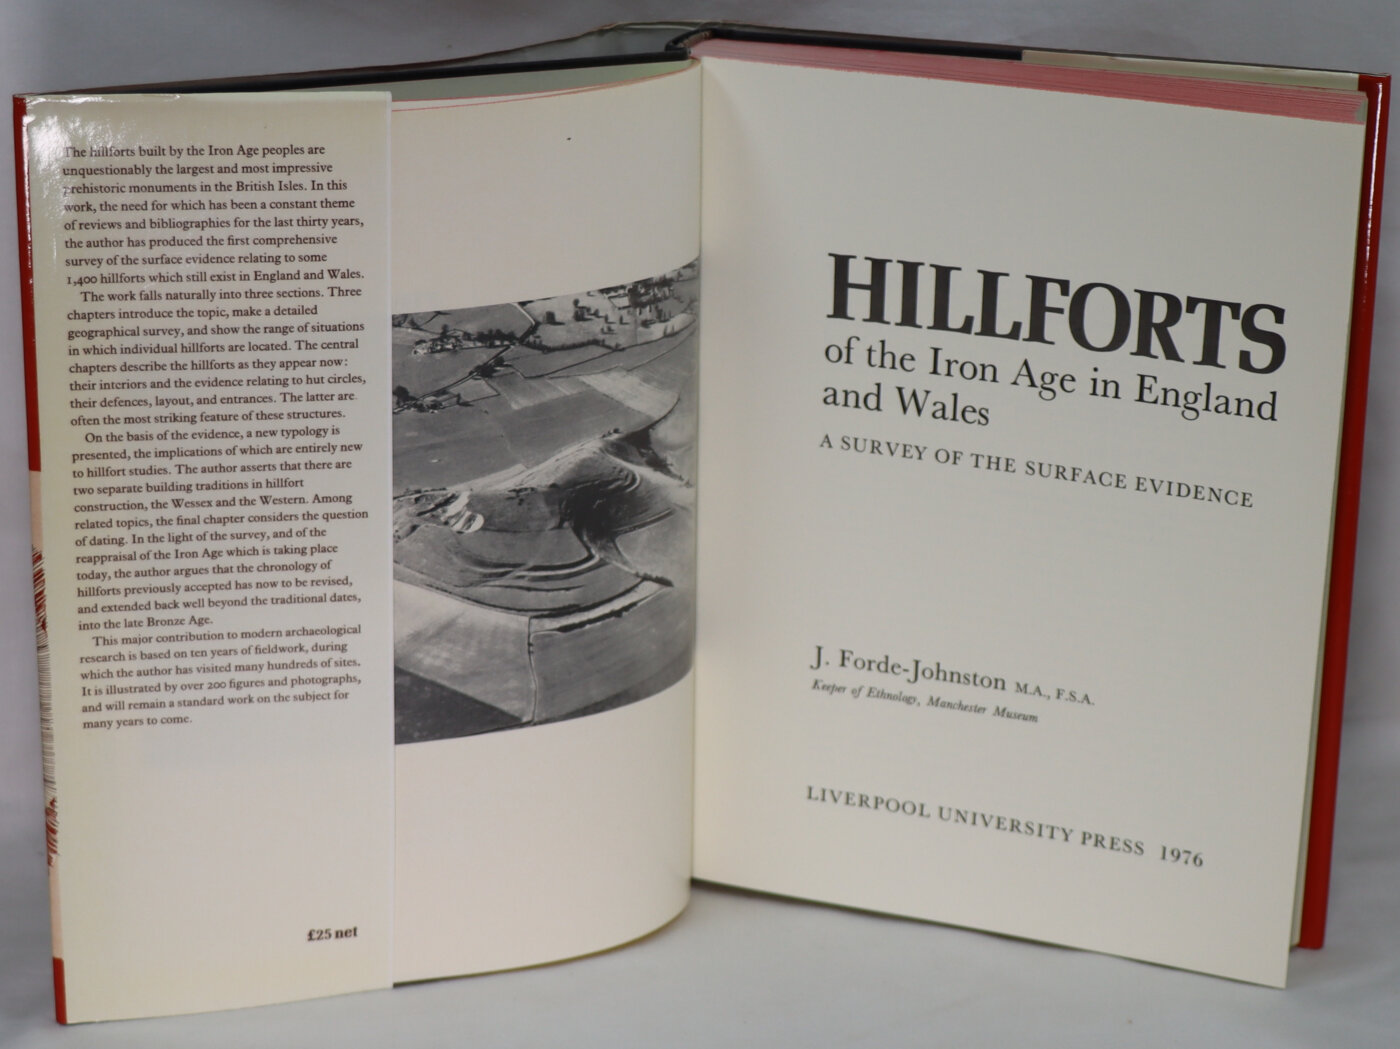 The hillforts built by the Iron Age peoples are
unquestionably the largest and most impressive
prehistoric monuments in the British Isles. In this
work, the need for which has been a constant theme
of reviews and bibliographies for the last thirty years,
the author has produced the first comprehensive
survey of the surface evidence relating to some
1,400 hillforts which still exist in England and Wales.
The work falls naturally into three sections. Three
chapters introduce the topic, make a detailed
geographical survey, and show the range of situations
in which individual hillforts are located. The central
chapters describe the hillforts as they appear now:
their interiors and the evidence relating to hut circles,
their defences, layout, and entrances. The latter are
often the most striking feature of these structures.
On the basis of the evidence, a new typology is
presented, the implications of which are entirely new
to hillfort studies. The author asserts that there are
two separate building traditions in hillfort
construction, the Wessex and the Western. Among
related topics, the final chapter considers the question
of dating. In the light of the survey, and of the
reappraisal of the Iron Age which is taking place
today, the author argues that the chronology of
hillforts previously accepted has now to be revised,
and extended back well beyond the traditional dates,
into the late Bronze Age.
This major contribution to modern archaeological
research is based on ten years of fieldwork, during
which the author has visited many hundreds of sites.
It is illustrated by over 200 figures and photographs,
and will remain a standard work on the subject for
many years to come.
£25 net
HILLFORTS
of the Iron Age in England
and Wales
A SURVEY OF THE SURFACE EVIDENCE
J. Forde-Johnston M.A., F.S.A.
Keeper of Ethnology, Manchester Museum
LIVERPOOL UNIVERSITY PRESS 1976